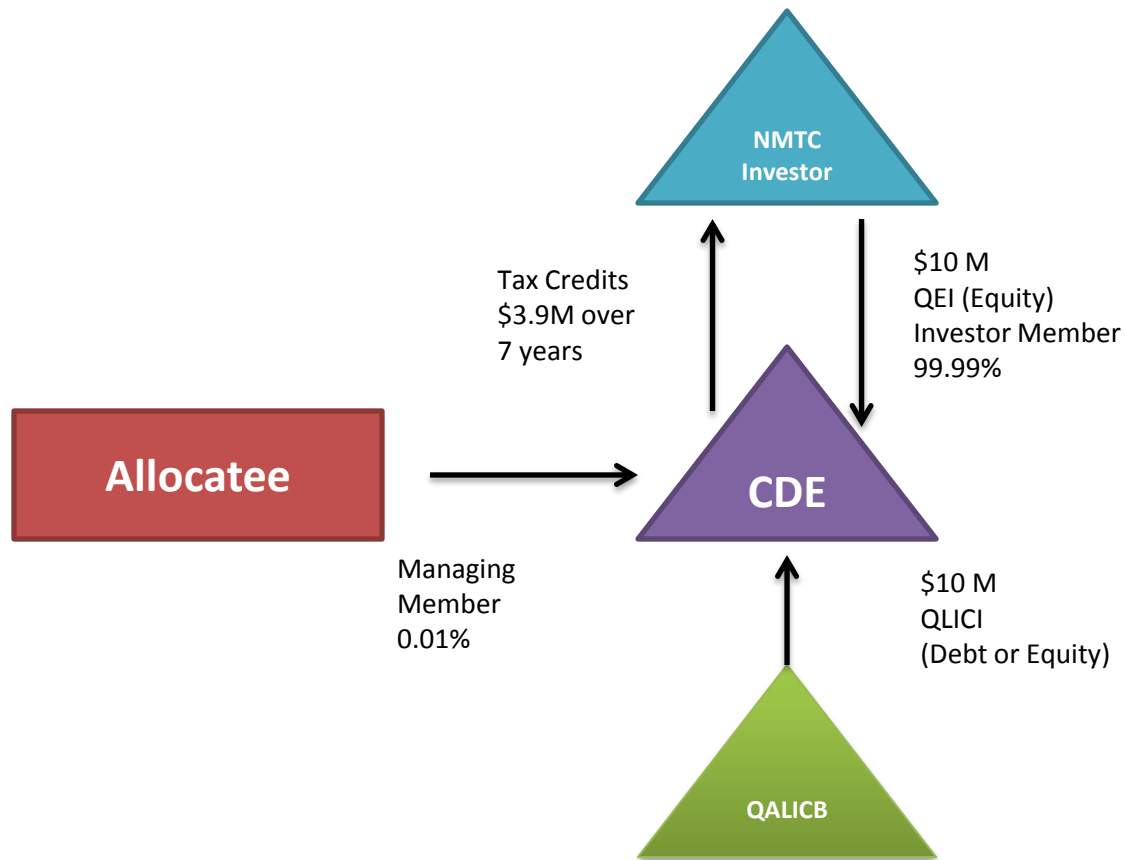 NMTC
Investor
Tax Credits
$3.9M over
7 years
$10 M
QEI (Equity)
Investor Member
99.99%
Allocatee
CDE
Managing
Member
0.01%
$10 M
QLICI
(Debt or Equity)
QALICB